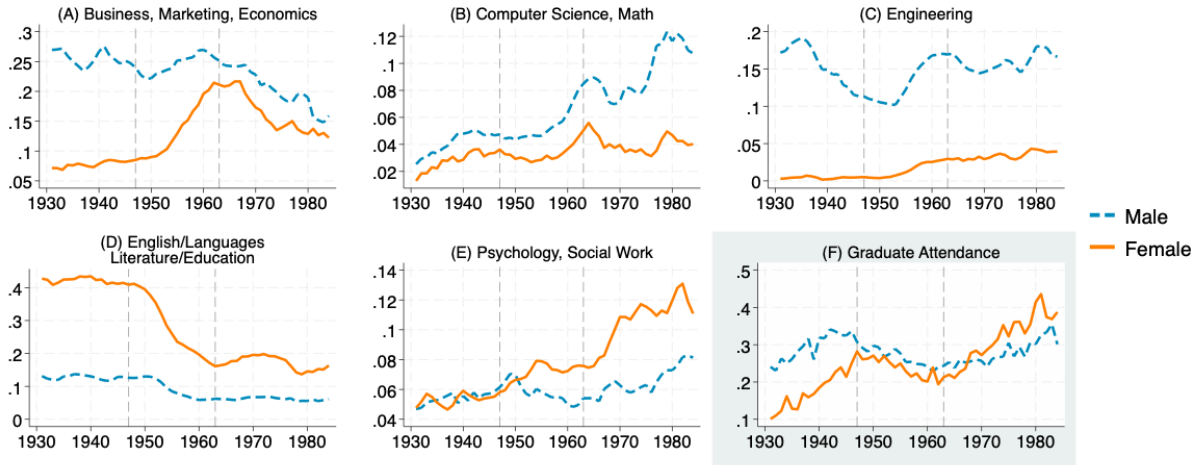 (A) Business, Marketing, Economics
.3
.25
.2
.15
.1
.05
1930 1940 1950 1960 1970 1980
(B) Computer Science, Math
.12
.1
.08
.06
.04
.02
1930 1940 1950 1960 1970 1980
(C) Engineering
.2
.15
.1
.05
0
1930 1940 1950 1960 1970 1980
Male
Female
(D) English/Languages
Literature/Education
.4
.3
.2
.1
0
1930 1940 1950 1960 1970 1980
(E) Psychology, Social Work
.14
.12
.1
.08
.06
.04
1930 1940 1950 1960 1970 1980
(F) Graduate Attendance
.5
.4
.3
.2
.1
1930 1940 1950 1960 1970 1980